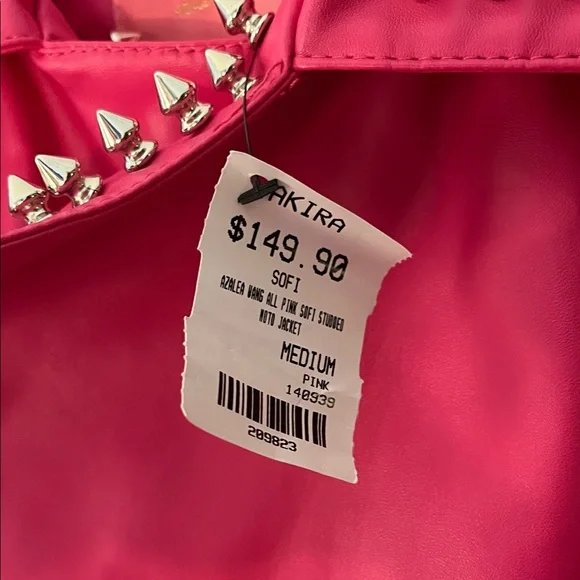 AKIRA
$149.90
SOFI
AZALEA WANG ALL PINK SOFI STUDDED
MOTO JACKET
MEDIUM
PINK
140939
209823